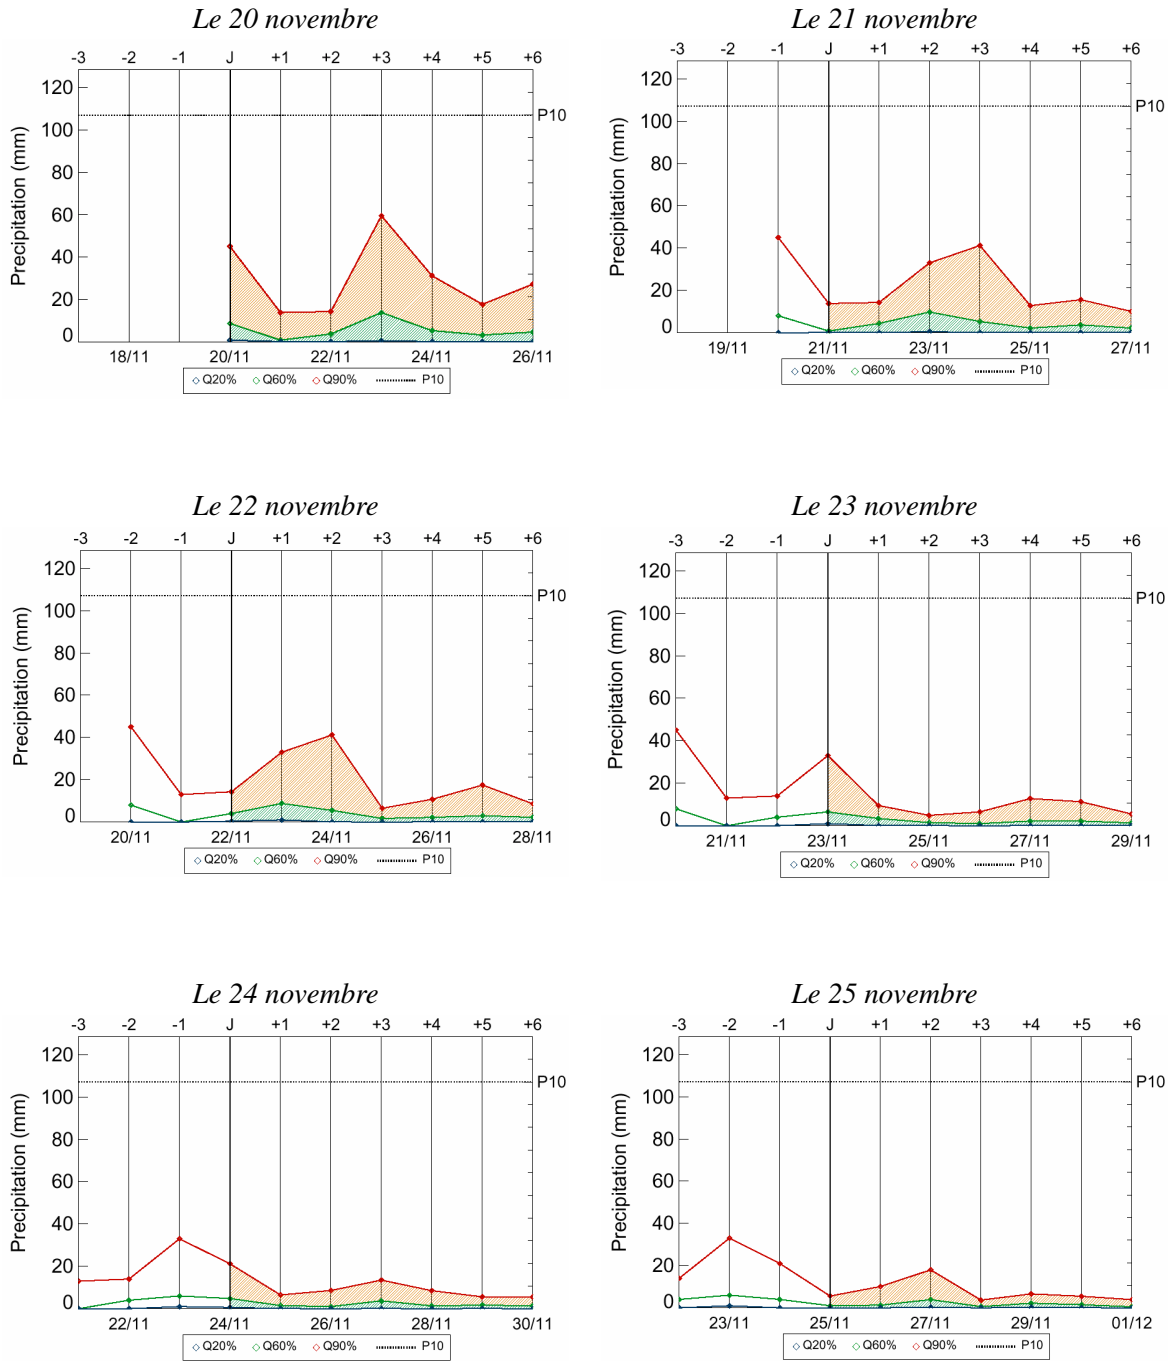 Le 20 novembre
-3 -2 -1 J +1 +2 +3 +4 +5 +6
120
100
80
60
40
20
0
Precipitation (mm)
P10
18/11 20/11 22/11 24/11 26/11
Q20% Q60% Q90% P10
Le 21 novembre
-3 -2 -1 J +1 +2 +3 +4 +5 +6
120
100
80
60
40
20
0
Precipitation (mm)
P10
19/11 21/11 23/11 25/11 27/11
Q20% Q60% Q90% P10
Le 22 novembre
-3 -2 -1 J +1 +2 +3 +4 +5 +6
120
100
80
60
40
20
0
Precipitation (mm)
P10
20/11 22/11 24/11 26/11 28/11
Q20% Q60% Q90% P10
Le 23 novembre
-3 -2 -1 J +1 +2 +3 +4 +5 +6
120
100
80
60
40
20
0
Precipitation (mm)
P10
21/11 23/11 25/11 27/11 29/11
Q20% Q60% Q90% P10
Le 24 novembre
-3 -2 -1 J +1 +2 +3 +4 +5 +6
120
100
80
60
40
20
0
Precipitation (mm)
P10
22/11 24/11 26/11 28/11 30/11
Q20% Q60% Q90% P10
Le 25 novembre
-3 -2 -1 J +1 +2 +3 +4 +5 +6
120
100
80
60
40
20
0
Precipitation (mm)
P10
23/11 25/11 27/11 29/11 01/12
Q20% Q60% Q90% P10